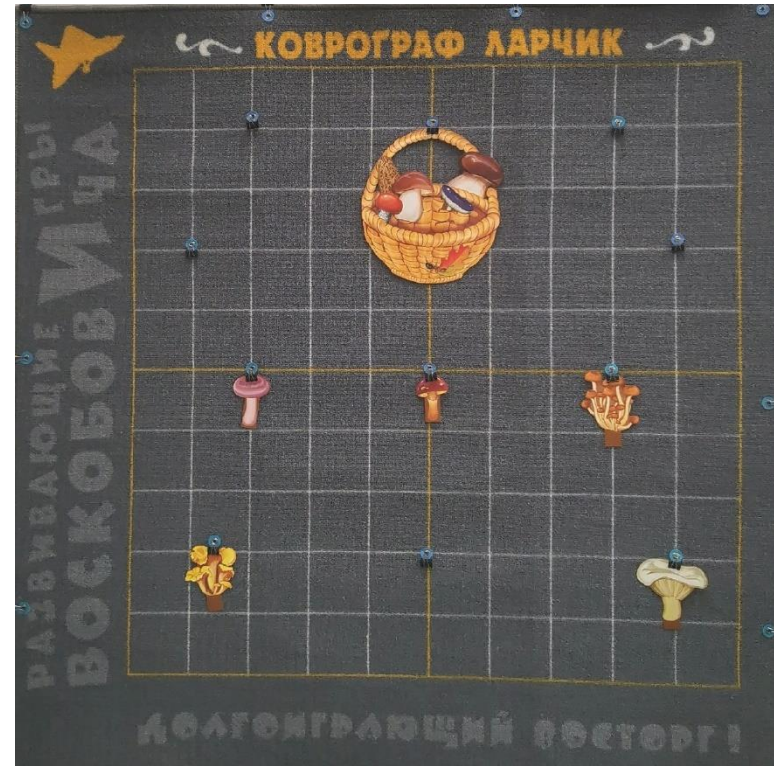 КОВРОГРАФ ЛАРЧИК
РАЗВИВАЮЩИЕ ИГРЫ
ВОСКОБОВИЧА
ДОЛГОИГРАЮЩИЙ ВОСТОРГ!